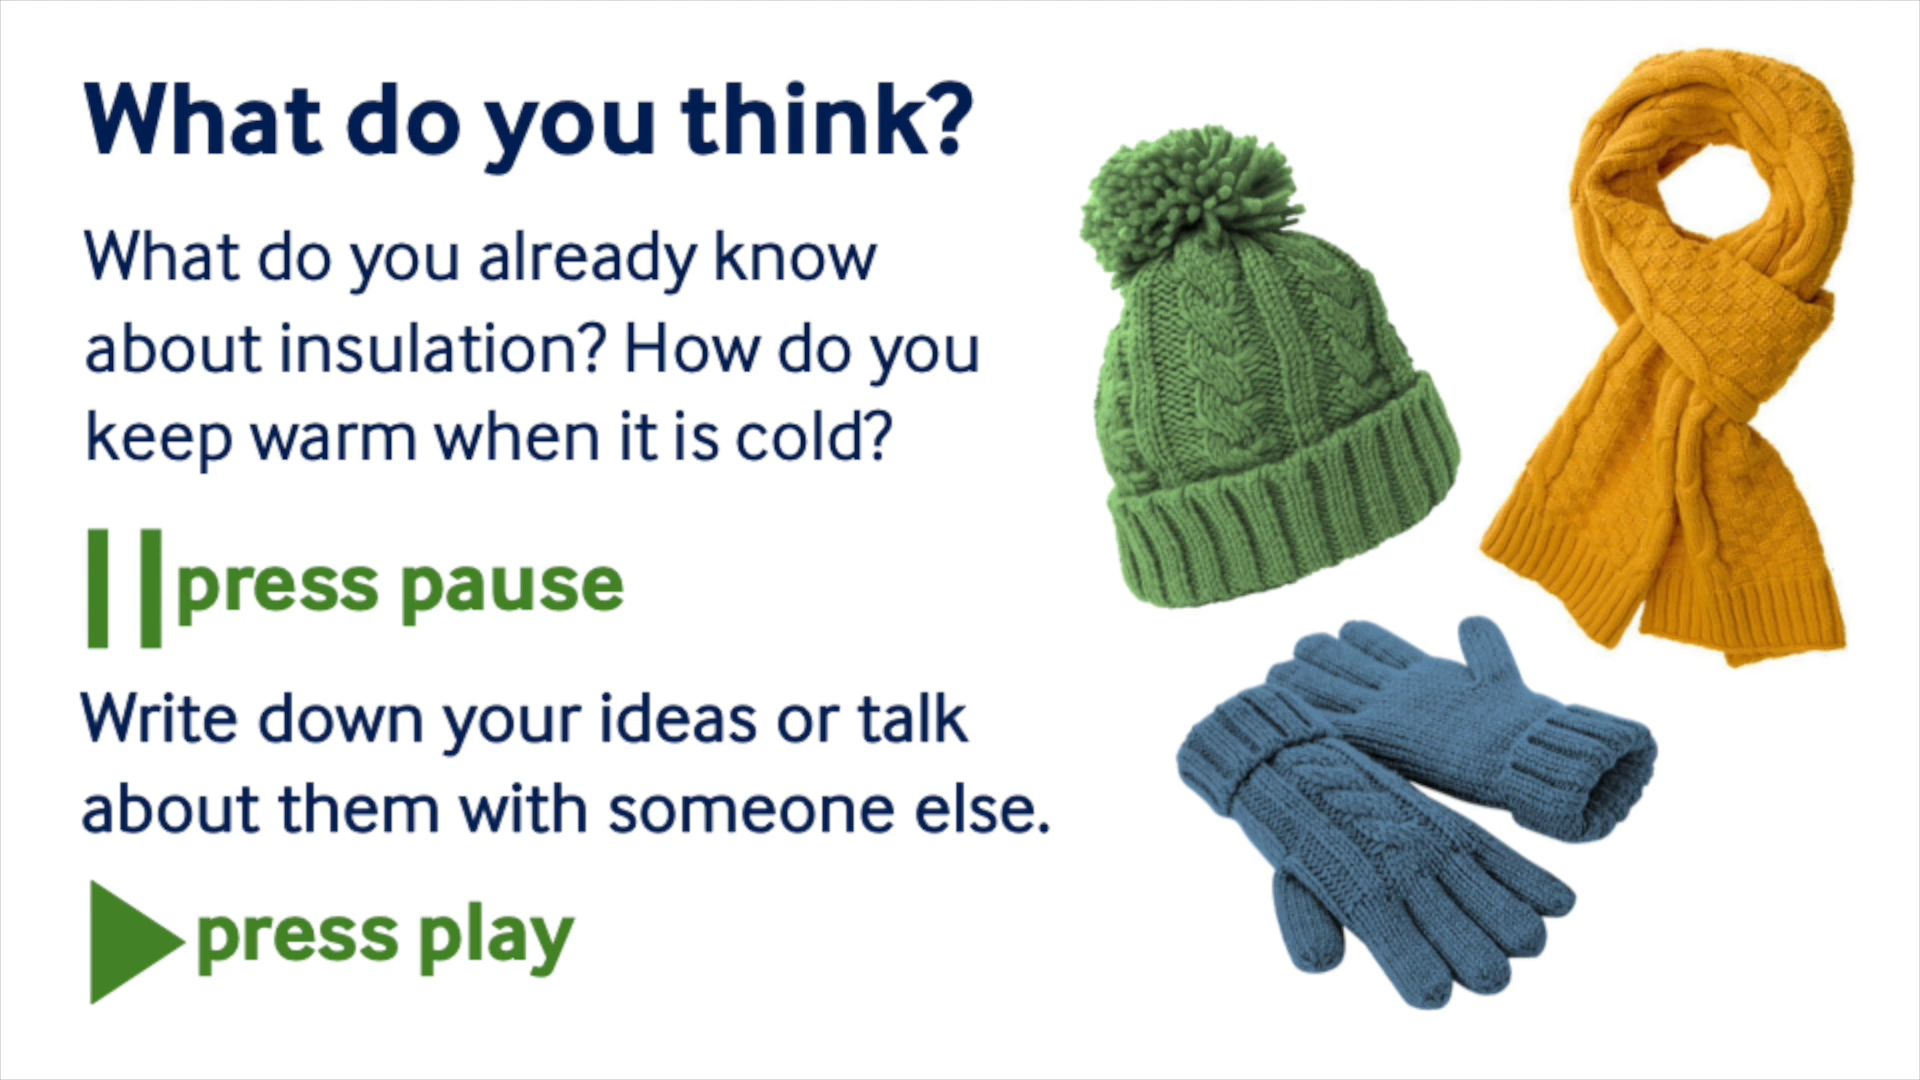 What do you think?
What do you already know
about insulation? How do you
keep warm when it is cold?
press pause
Write down your ideas or talk
about them with someone else.
press play